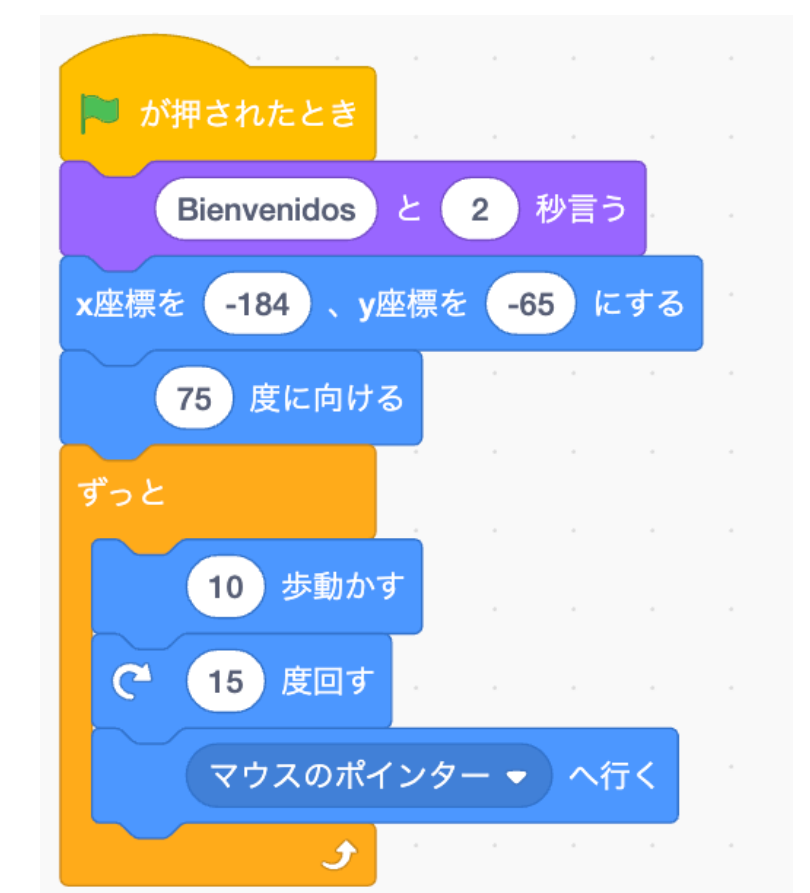 が押されたとき
Bienvenidos と 2 秒言う
x座標を -184 、y座標を -65 にする
75 度に向ける
ずっと
10 歩動かす
15 度回す
マウスのポインター へ行く